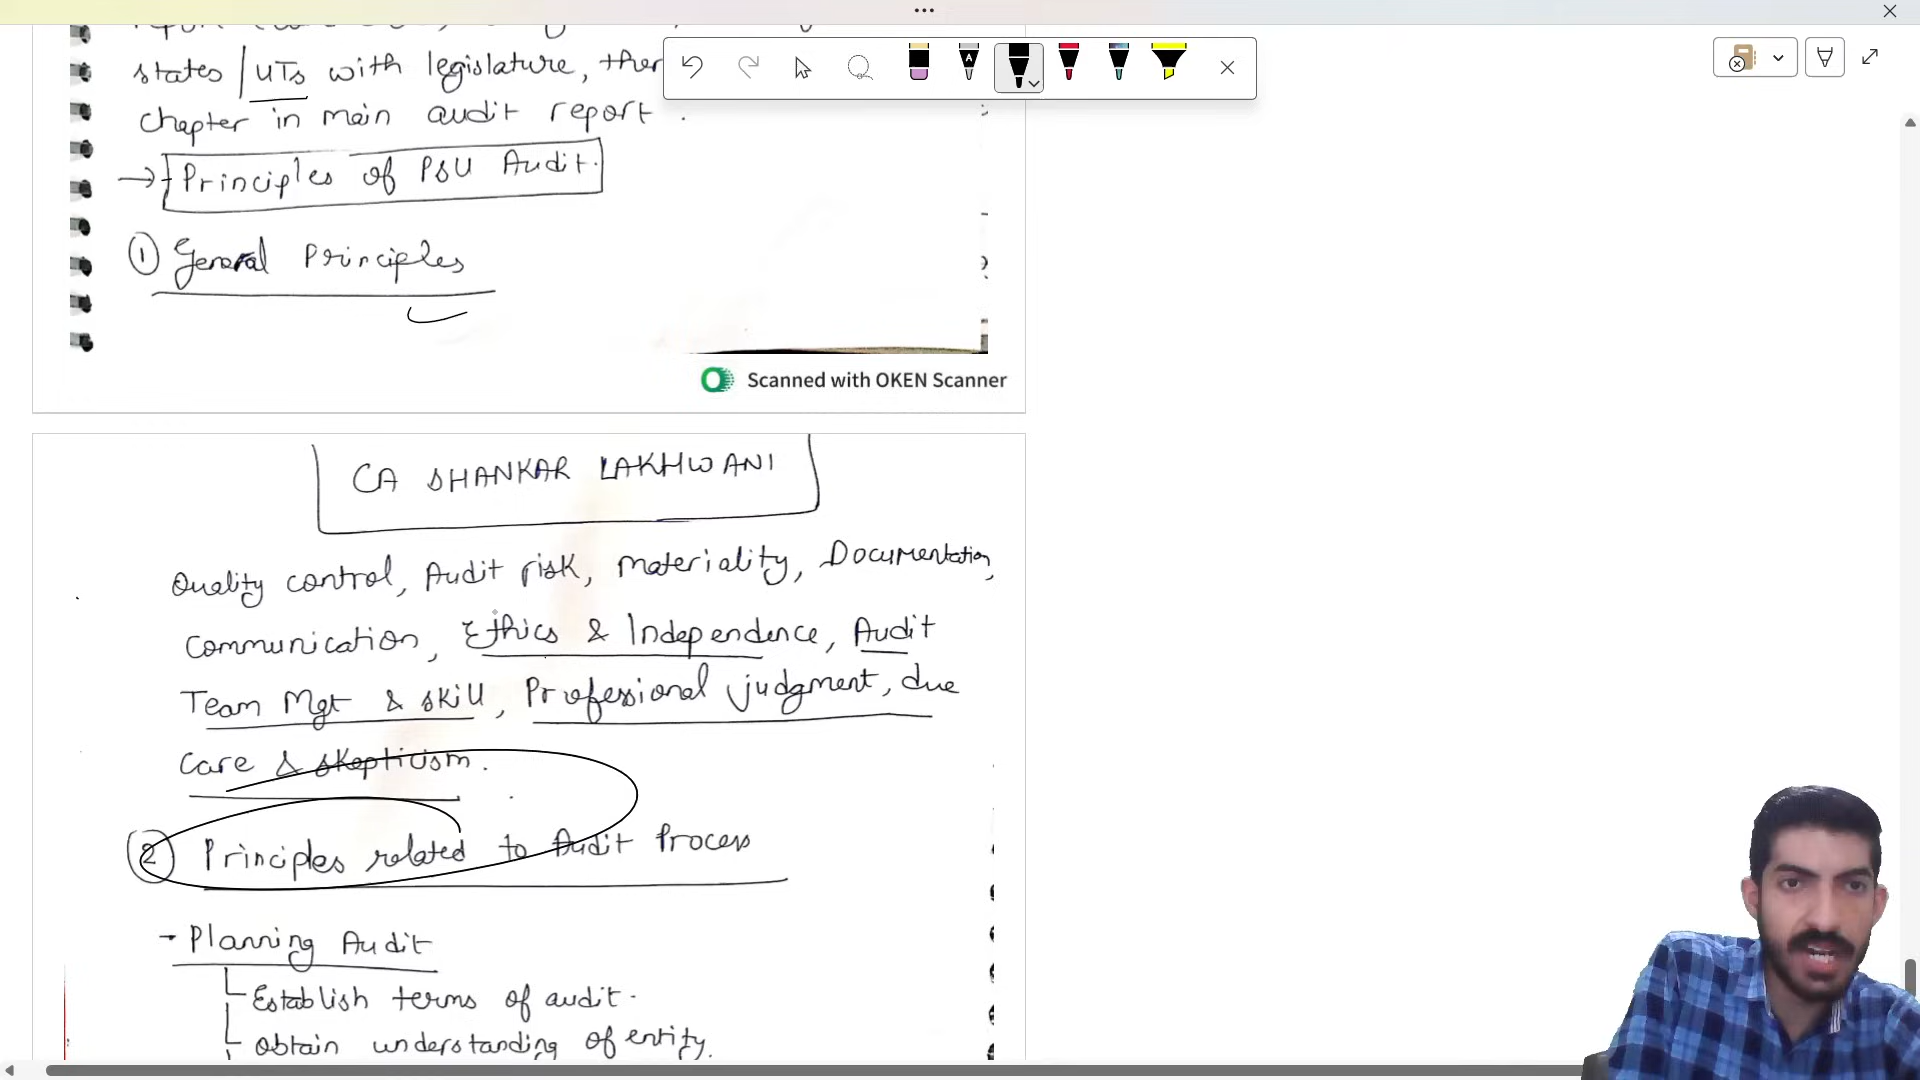 states / UTs with legislature, ther
chapter in main audit report .
→ Principles of PSU Audit.
① General Principles
Scanned with OKEN Scanner
CA SHANKAR LAKHWANI
Quality control, Audit risk, materiality, Documentation,
Communication, Ethics & Independence, Audit
Team Mgt & skill, Professional judgment, due
care & skepticism.
② Principles related to Audit Process
- Planning Audit
Establish terms of audit.
Obtain understanding of entity.